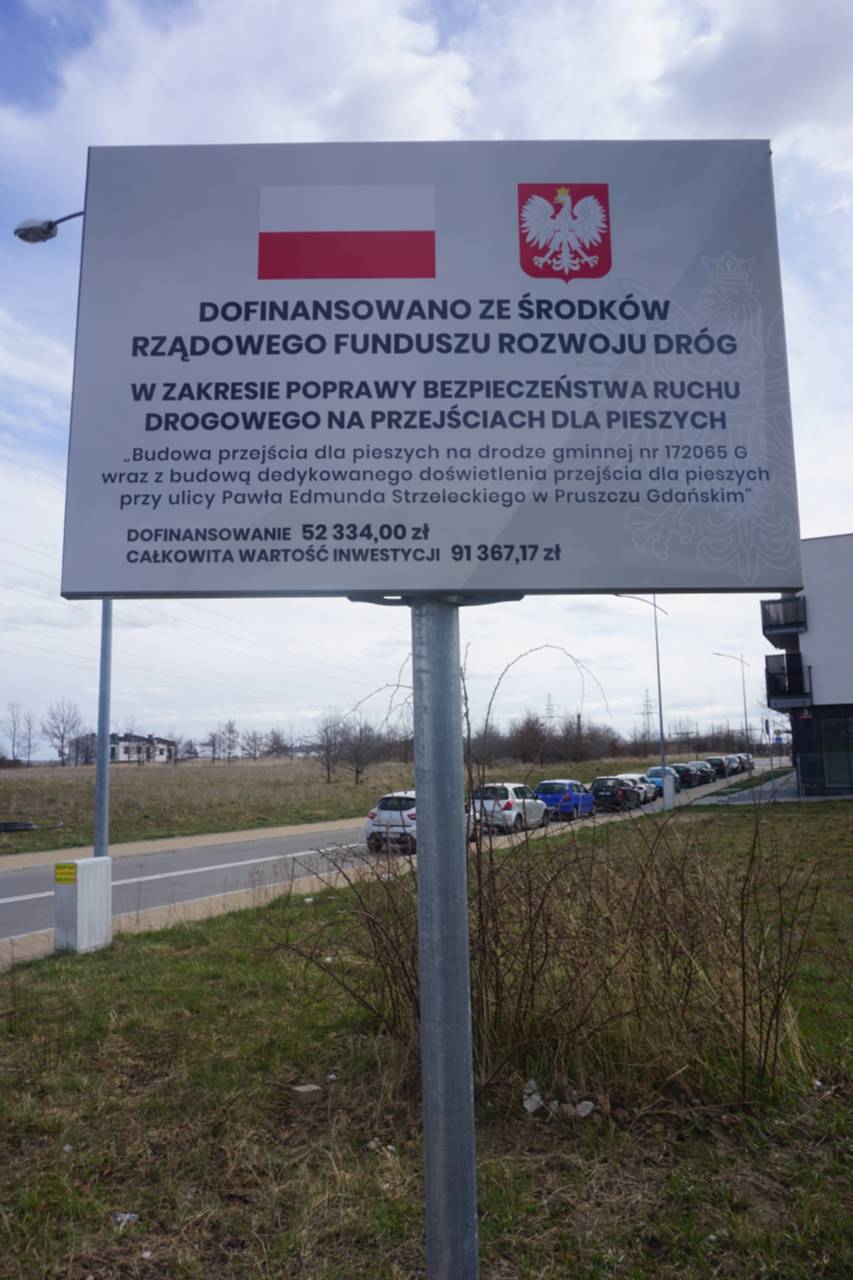 DOFINANSOWANO ZE ŚRODKÓW
RZĄDOWEGO FUNDUSZU ROZWOJU DRÓG
W ZAKRESIE POPRAWY BEZPIECZEŃSTWA RUCHU
DROGOWEGO NA PRZEJŚCIACH DLA PIESZYCH
„Budowa przejścia dla pieszych na drodze gminnej nr 172065 G
wraz z budową dedykowanego doświetlenia przejścia dla pieszych
przy ulicy Pawła Edmunda Strzeleckiego w Pruszczu Gdańskim"
DOFINANSOWANIE 52 334,00 zł
CAŁKOWITA WARTOŚĆ INWESTYCJI 91 367,17 zł